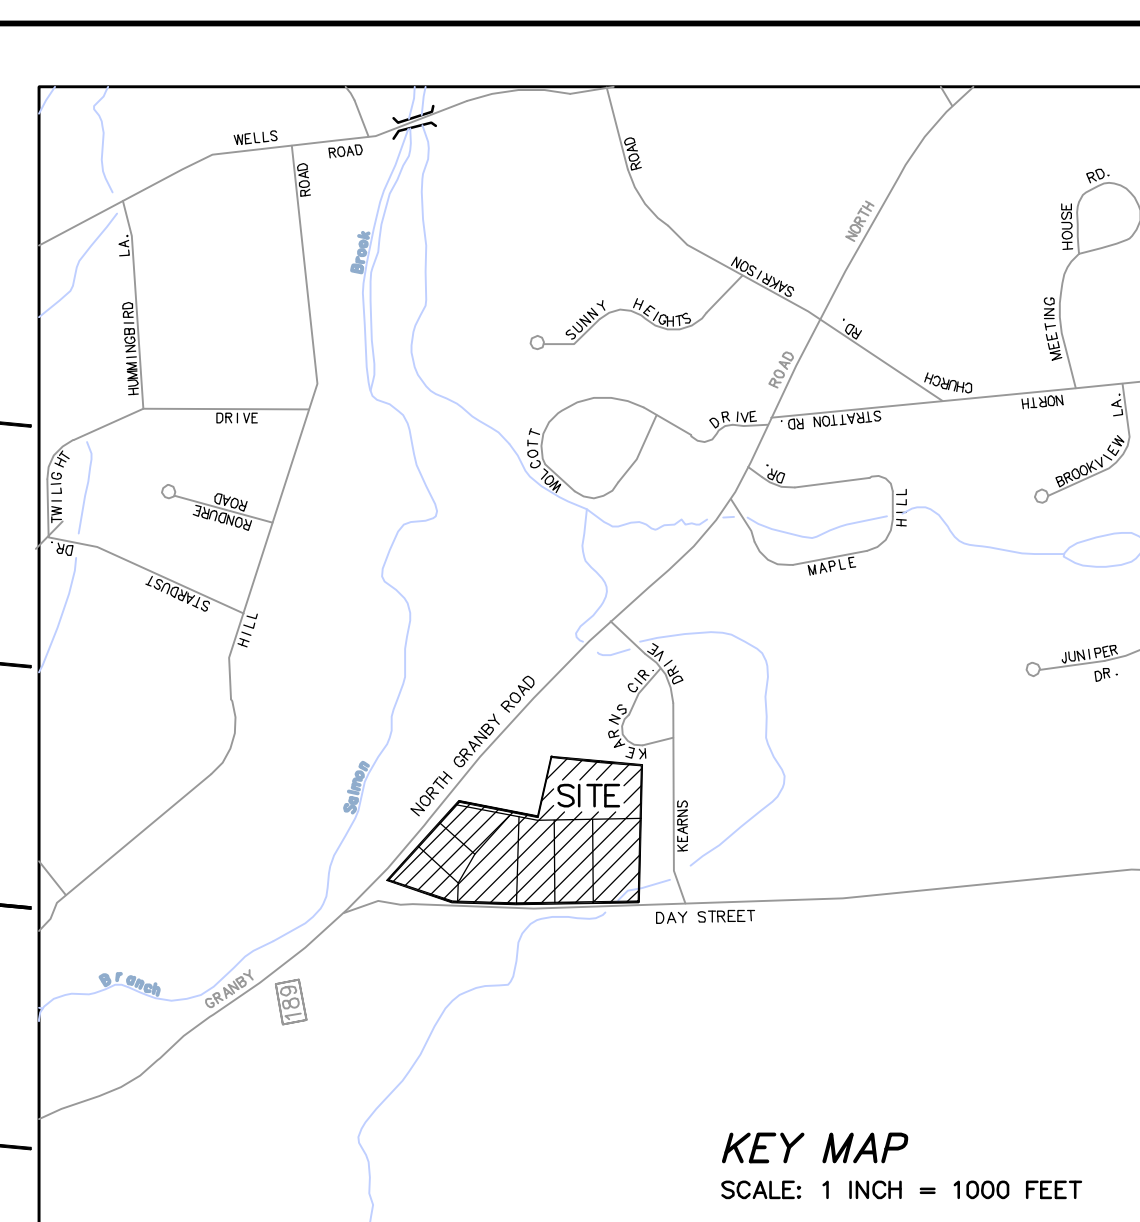 WELLS
ROAD
ROAD
ROAD
NORTH
RD.
HOUSE
LA.
Brook
SAKRISON
HUMMINGBIRD
SUNNY
HEIGHTS
RD.
MEETING
ROAD
CHURCH
NORTH
LA.
DRIVE
DRIVE
STRATTON RD.
WOLCOTT
BROOKVIEW
TWILIGHT
DR.
DR.
HILL
RONDURE
ROAD
STARDUST
MAPLE
HILL
DRIVE
JUNIPER
DR.
KEARNS CIR.
KEARNS
NORTH GRANBY ROAD
Salmon
SITE
DAY STREET
Branch
GRANBY
189
KEY MAP
SCALE: 1 INCH = 1000 FEET